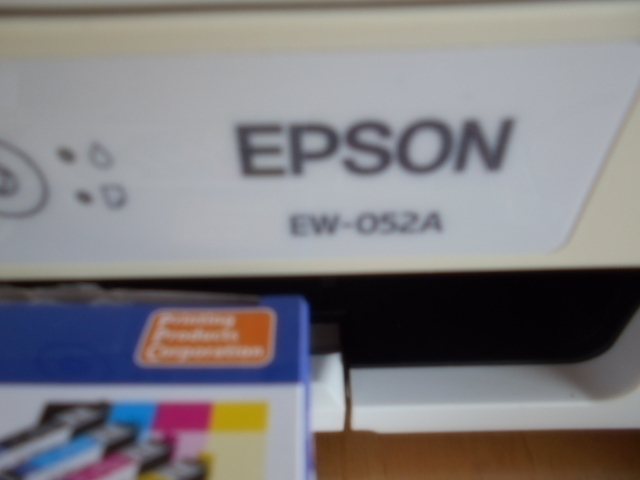 EPSON
EW-052A
Printing
Products
Corporation